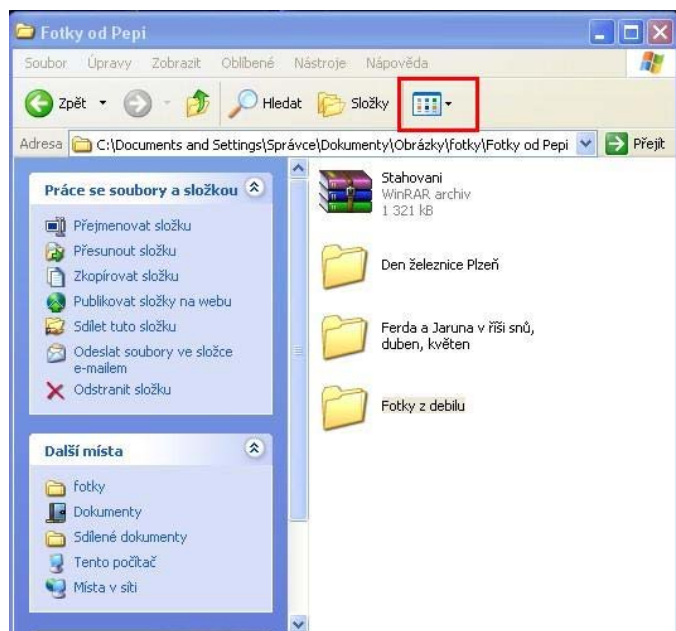 Fotky od Pepi
Soubor Úpravy Zobrazit Oblíbené Nástroje Nápověda
Zpět Hledat Složky
Adresa C:\Documents and Settings\Správce\Dokumenty\Obrázky\fotky\Fotky od Pepi Přejít
Práce se soubory a složkou
Přejmenovat složku
Přesunout složku
Zkopírovat složku
Publikovat složky na webu
Sdílet tuto složku
Odeslat soubory ve složce
e-mailem
Odstranit složku
Další místa
fotky
Dokumenty
Sdílené dokumenty
Tento počítač
Místa v síti
Stahovani
WinRAR archiv
1 321 kB
Den železnice Plzeň
Ferda a Jaruna v říši snů,
duben, květen
Fotky z debilu